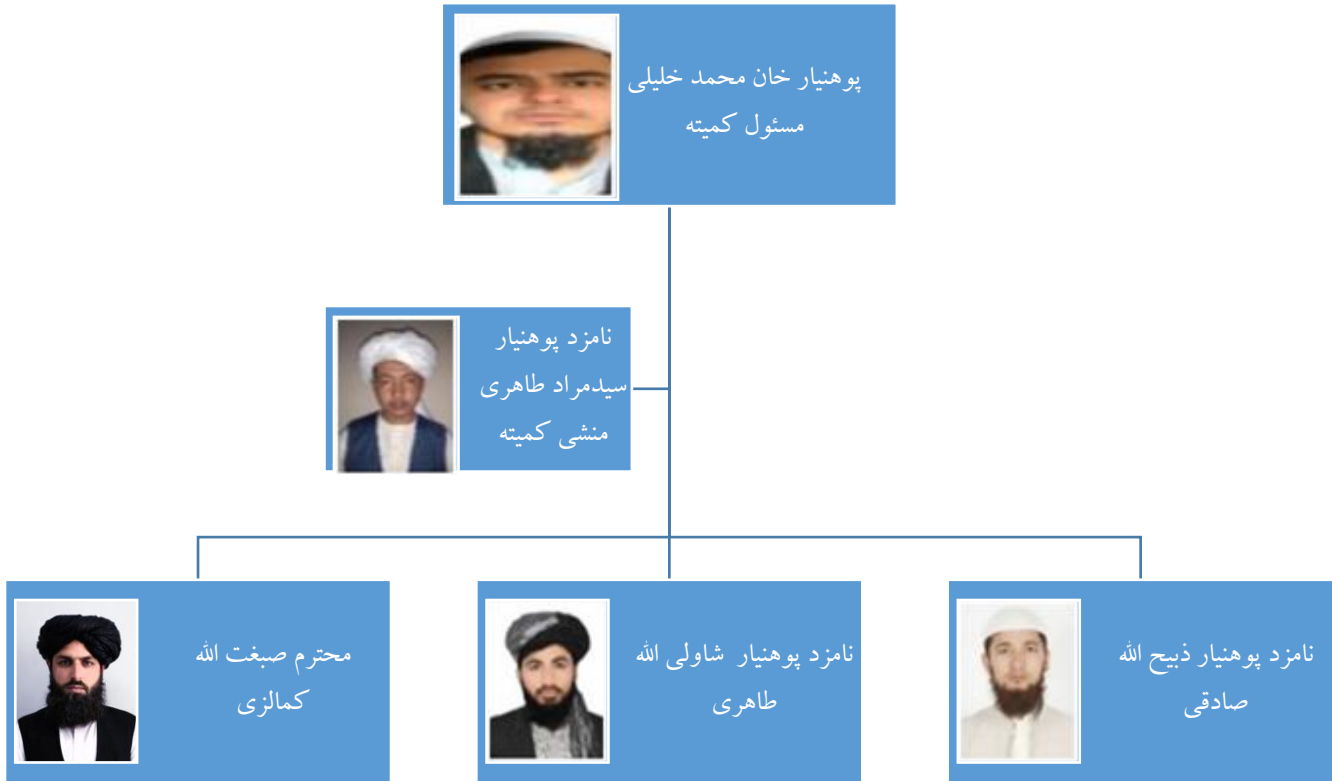 پوهنیار خان محمد خلیلی
مسئول کمیته
نامزد پوهنیار
سیدمراد طاهری
منشی کمیته
نامزد پوهنیار ذبیح الله
صادقی
نامزد پوهنیار شاولی الله
طاهری
محترم صبغت الله
کمالزی